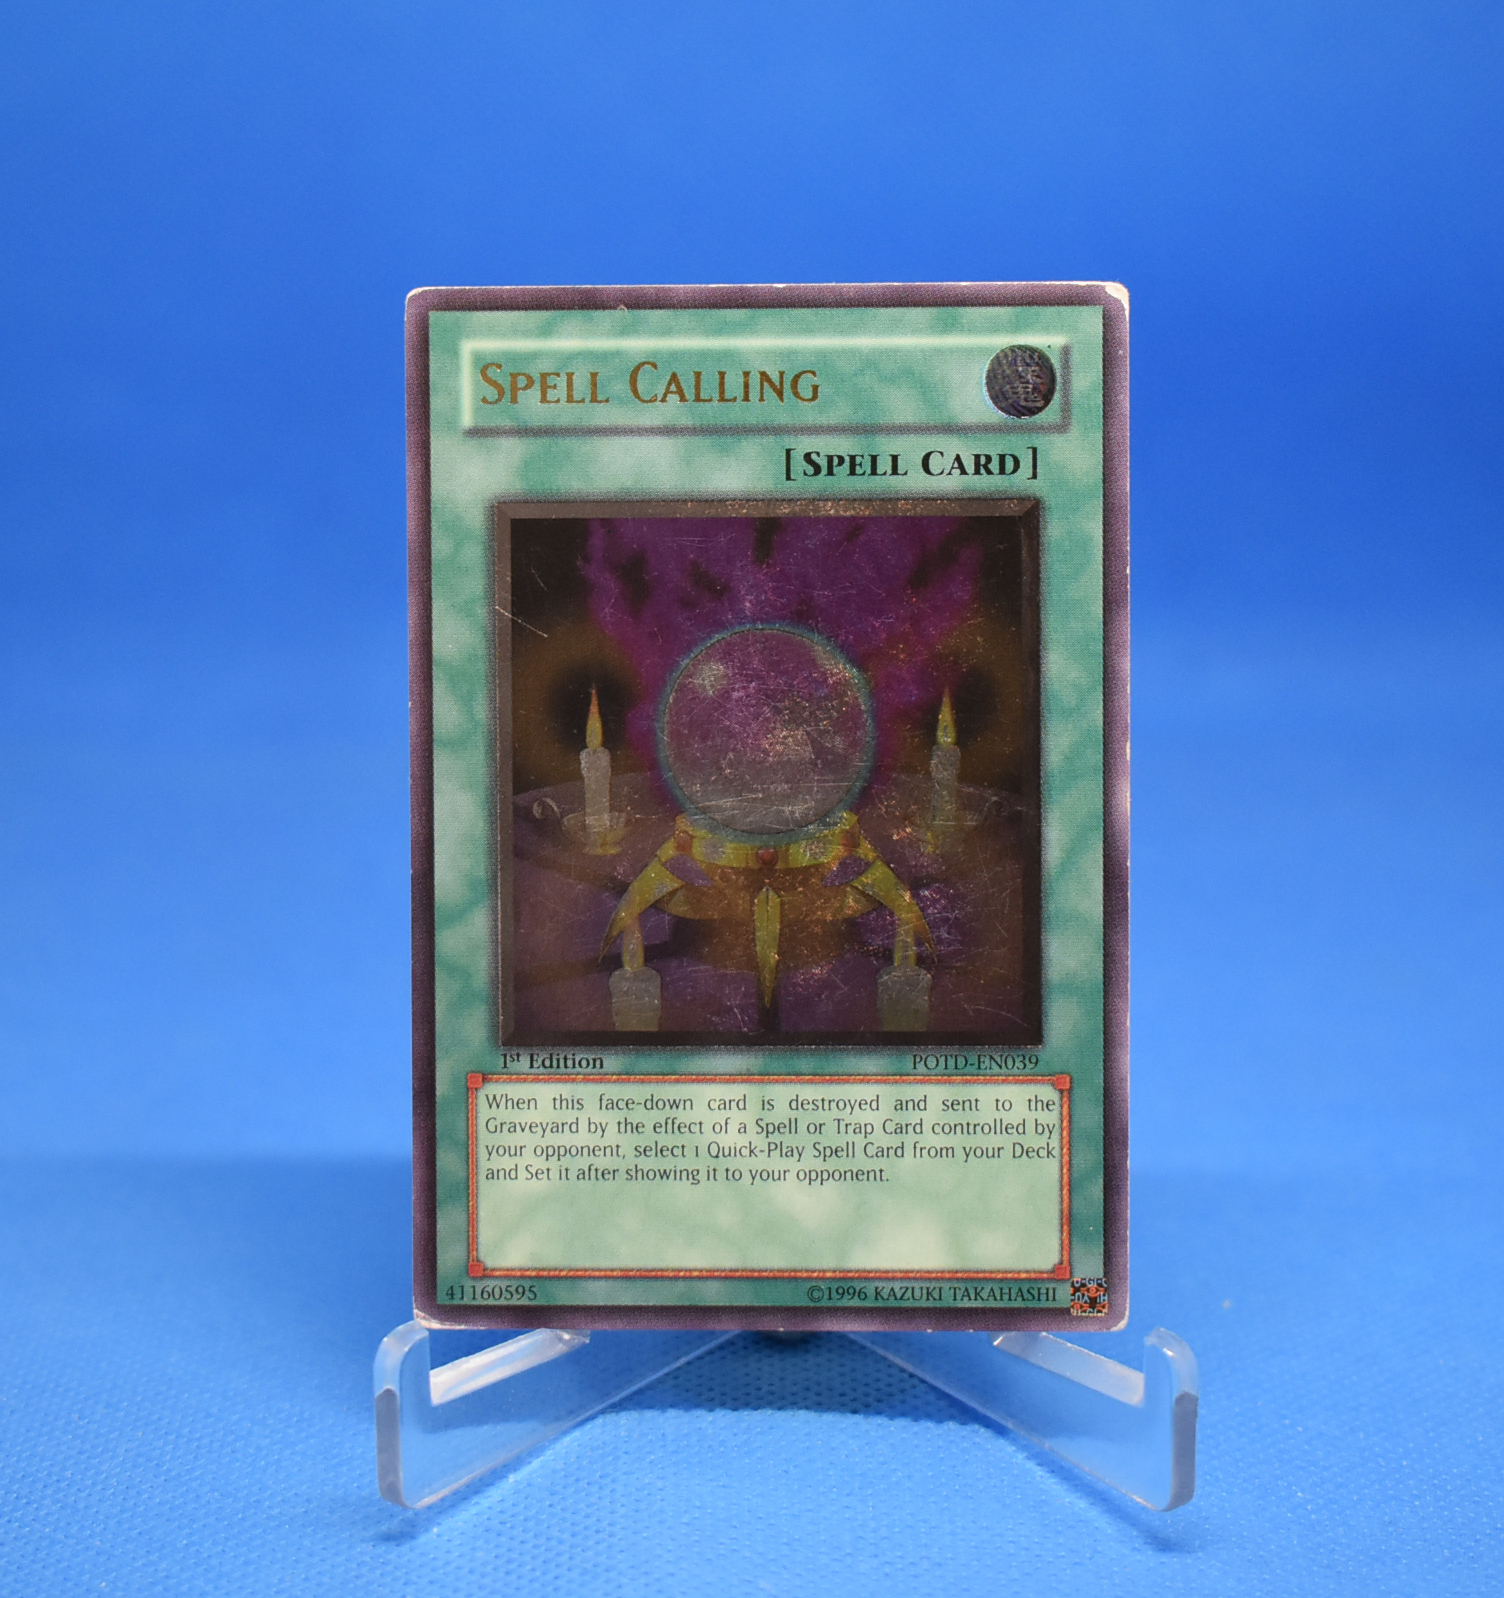 SPELL CALLING
魔
[SPELL CARD]
1st Edition POTD-EN039
When this face-down card is destroyed and sent to the
Graveyard by the effect of a Spell or Trap Card controlled by
your opponent, select 1 Quick-Play Spell Card from your Deck
and Set it after showing it to your opponent.
41160595 ©1996 KAZUKI TAKAHASHI